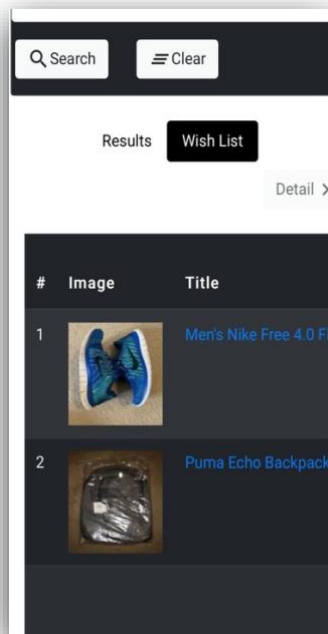 Search Clear
Results Wish List
Detail
# Image Title
1 Men's Nike Free 4.0 F
2 Puma Echo Backpack